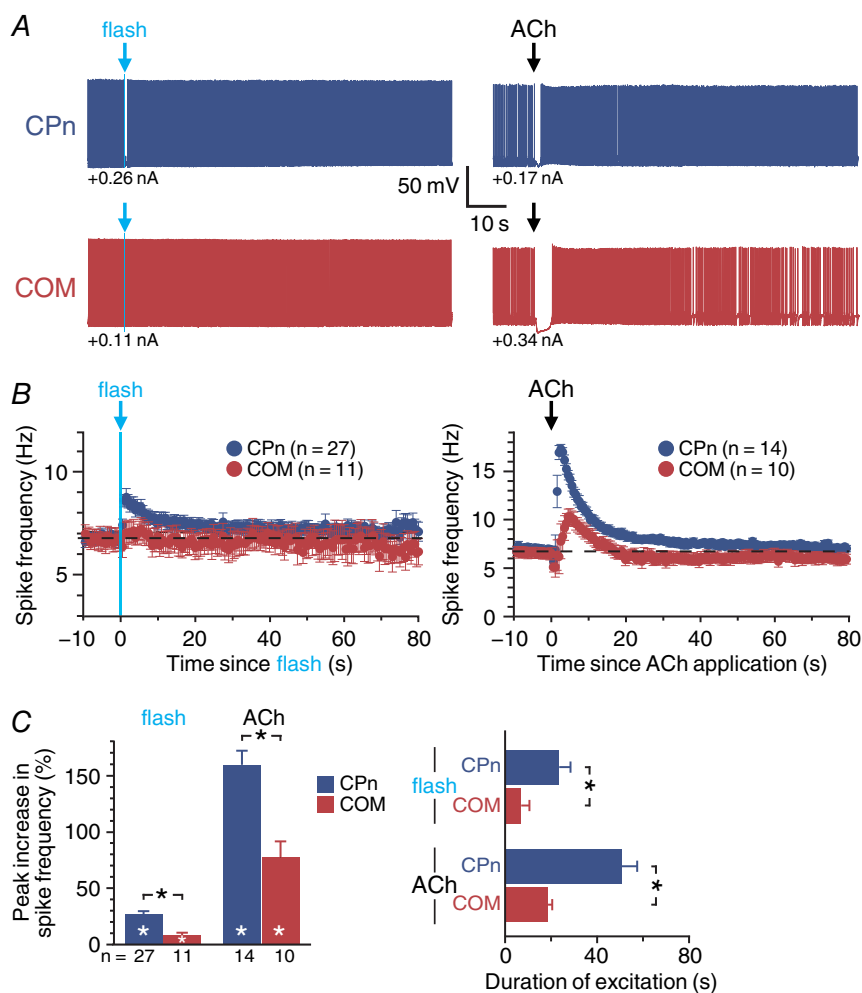 A
flash
ACh
CPn
+0.26 nA
+0.17 nA
50 mV
10 s
COM
+0.11 nA
+0.34 nA
B
flash
ACh
CPn (n = 27)
COM (n = 11)
CPn (n = 14)
COM (n = 10)
Spike frequency (Hz)
10
5
Spike frequency (Hz)
15
10
5
0
−10 0 20 40 60 80
−10 0 20 40 60 80
Time since flash (s)
Time since ACh application (s)
C
flash
ACh
*
*
Peak increase in
spike frequency (%)
150
100
50
0
CPn
COM
* * * *
n = 27 11 14 10
flash
CPn
COM
*
ACh
CPn
COM
*
0 40 80
Duration of excitation (s)